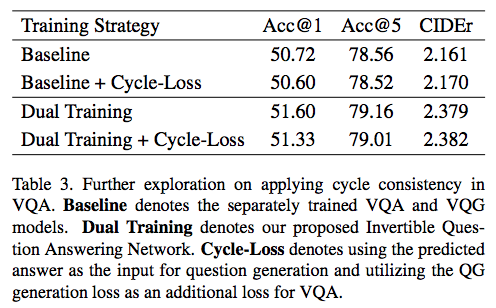 Training Strategy Acc@1 Acc@5 CIDEr
Baseline 50.72 78.56 2.161
Baseline + Cycle-Loss 50.60 78.52 2.170
Dual Training 51.60 79.16 2.379
Dual Training + Cycle-Loss 51.33 79.01 2.382
Table 3. Further exploration on applying cycle consistency in
VQA. Baseline denotes the separately trained VQA and VQG
models. Dual Training denotes our proposed Invertible Ques-
tion Answering Network. Cycle-Loss denotes using the predicted
answer as the input for question generation and utilizing the QG
generation loss as an additional loss for VQA.